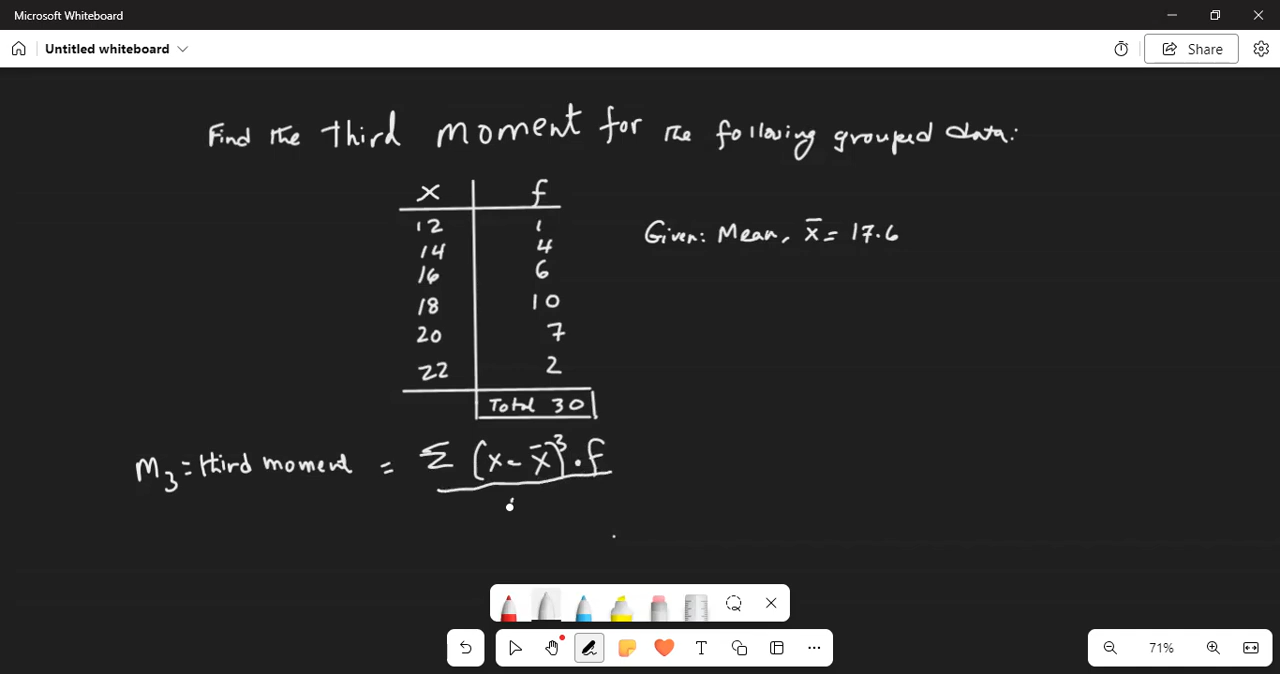 Microsoft Whiteboard
Untitled whiteboard
Share
Find the third moment for the following grouped data:
x f
12 1
14 4
16 6
18 10
20 7
22 2
Total 30
Given: Mean, x̄ = 17.6
M₃ = third moment = Σ (x - x̄)³ · f
71%